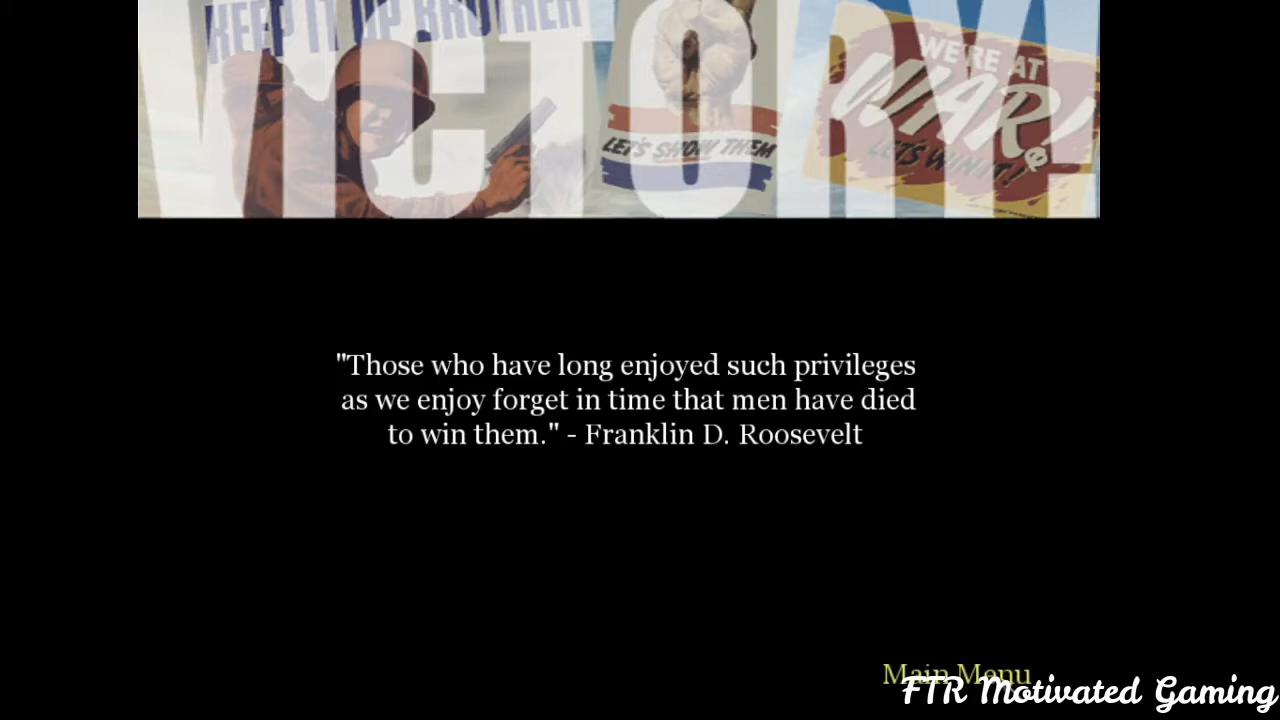 KEEP IT UP BROTHER
VICTORY!
WE'RE AT
WAR!
LET'S SHOW THEM
LET'S WIN IT!
"Those who have long enjoyed such privileges
as we enjoy forget in time that men have died
to win them." - Franklin D. Roosevelt
Main Menu
FTR Motivated Gaming